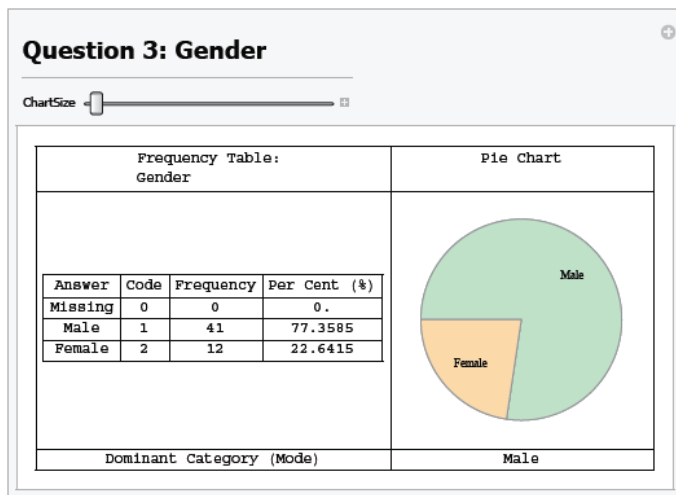 Question 3: Gender
ChartSize
Frequency Table:
Gender
Pie Chart
Answer Code Frequency Per Cent (%)
Missing 0 0 0.
Male 1 41 77.3585
Female 2 12 22.6415
Male
Female
Dominant Category (Mode) Male